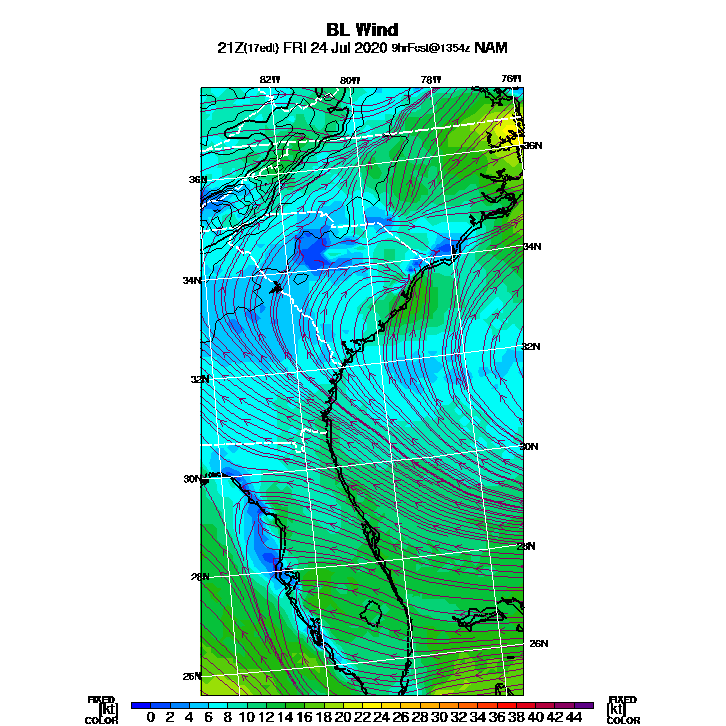 BL Wind
21Z(17edt) FRI 24 Jul 2020 9hrFcst@1354z NAM
82W 80W 78W 76W
36N
36N
34N
34N
32N
32N
30N
30N
28N
28N
26N
26N
FIXED FIXED
[kt] 0 2 4 6 8 10 12 14 16 18 20 22 24 26 28 30 32 34 36 38 40 42 44 [kt]
COLOR COLOR